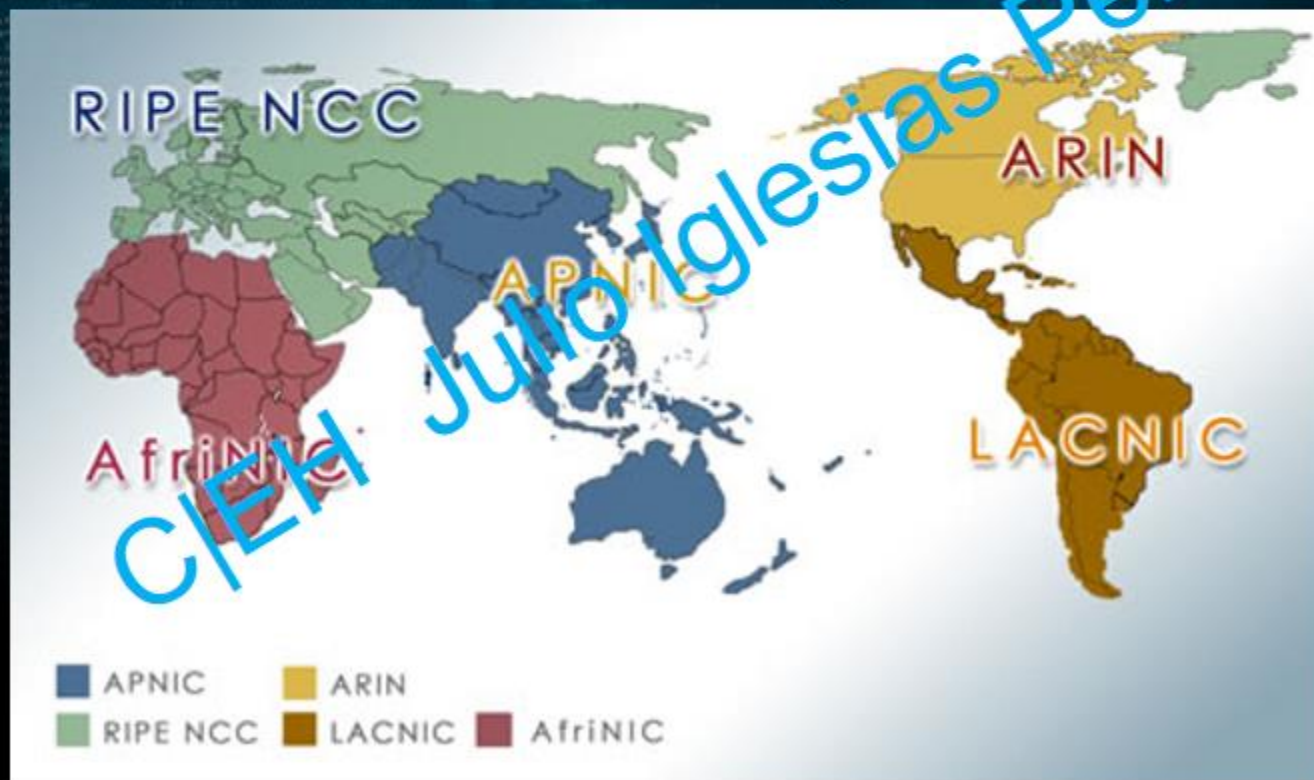 RIPE NCC
ARIN
APNIC
LACNIC
AfriNIC
C|EH Julio Iglesias
APNIC
ARIN
RIPE NCC
LACNIC
AfriNIC